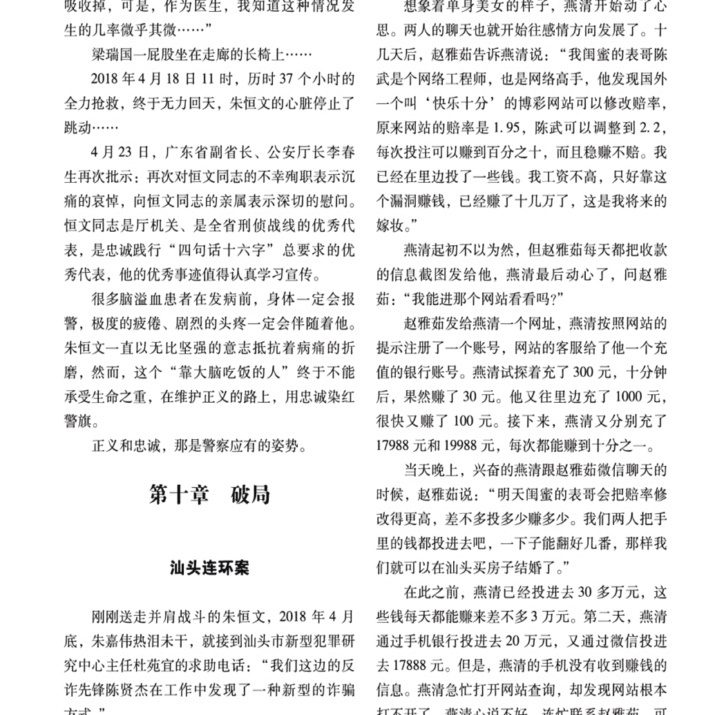 吸收掉，可是，作为医生，我知道这种情况发
生的几率微乎其微……”
梁瑞国一屁股坐在走廊的长椅上……
2018 年 4 月 18 日 11 时，历时 37 个小时的
全力抢救，终于无力回天，朱恒文的心脏停止了
跳动……
4 月 23 日，广东省副省长、公安厅长李春
生再次批示：再次对恒文同志的不幸殉职表示沉
痛的哀悼，向恒文同志的亲属表示深切的慰问。
恒文同志是厅机关、是全省刑侦战线的优秀代
表，是忠诚践行“四句话十六字”总要求的优
秀代表，他的优秀事迹值得认真学习宣传。
很多脑溢血患者在发病前，身体一定会报
警，极度的疲倦、剧烈的头疼一定会伴随着他。
朱恒文一直以无比坚强的意志抵抗着病痛的折
磨，然而，这个“靠大脑吃饭的人”终于不能
承受生命之重，在维护正义的路上，用忠诚染红
警旗。
正义和忠诚，那是警察应有的姿势。
第十章 破局
汕头连环案
刚刚送走并肩战斗的朱恒文，2018 年 4 月
底，朱嘉伟热泪未干，就接到汕头市新型犯罪研
究中心主任杜苑宜的求助电话：“我们这边的反
诈先锋陈贤杰在工作中发现了一种新型的诈骗
方式。”
想象着单身美女的样子，燕清开始动了心
思。两人的聊天也就开始往感情方向发展了。十
几天后，赵雅茹告诉燕清说：“我闺蜜的表哥陈
武是个网络工程师，也是网络高手，他发现国外
一个叫‘快乐十分’的博彩网站可以修改赔率，
原来网站的赔率是 1.95，陈武可以调整到 2.2，
每次投注可以赚到百分之十，而且稳赚不赔。我
已经在里边投了一些钱。我工资不高，只好靠这
个漏洞赚钱，已经赚了十几万了，这是我将来的
嫁妆。”
燕清起初不以为然，但赵雅茹每天都把收款
的信息截图发给他，燕清最后动心了，问赵雅
茹：“我能进那个网站看看吗?”
赵雅茹发给燕清一个网址，燕清按照网站的
提示注册了一个账号，网站的客服给了他一个充
值的银行账号。燕清试探着充了 300 元，十分钟
后，果然赚了 30 元。他又往里边充了 1000 元，
很快又赚了 100 元。接下来，燕清又分别充了
17988 元和 19988 元，每次都能赚到十分之一。
当天晚上，兴奋的燕清跟赵雅茹微信聊天的
时候，赵雅茹说：“明天闺蜜的表哥会把赔率修
改得更高，差不多投多少赚多少。我们两人把手
里的钱都投进去吧，一下子能翻好几番，那样我
们就可以在汕头买房子结婚了。”
在此之前，燕清已经投进去 30 多万元，这
些钱每天都能赚来差不多 3 万元。第二天，燕清
通过手机银行投进去 20 万元，又通过微信投进
去 17888 元。但是，燕清的手机没有收到赚钱的
信息。燕清急忙打开网站查询，却发现网站根本
打不开了，燕清心说不好，连忙联系赵雅茹，可